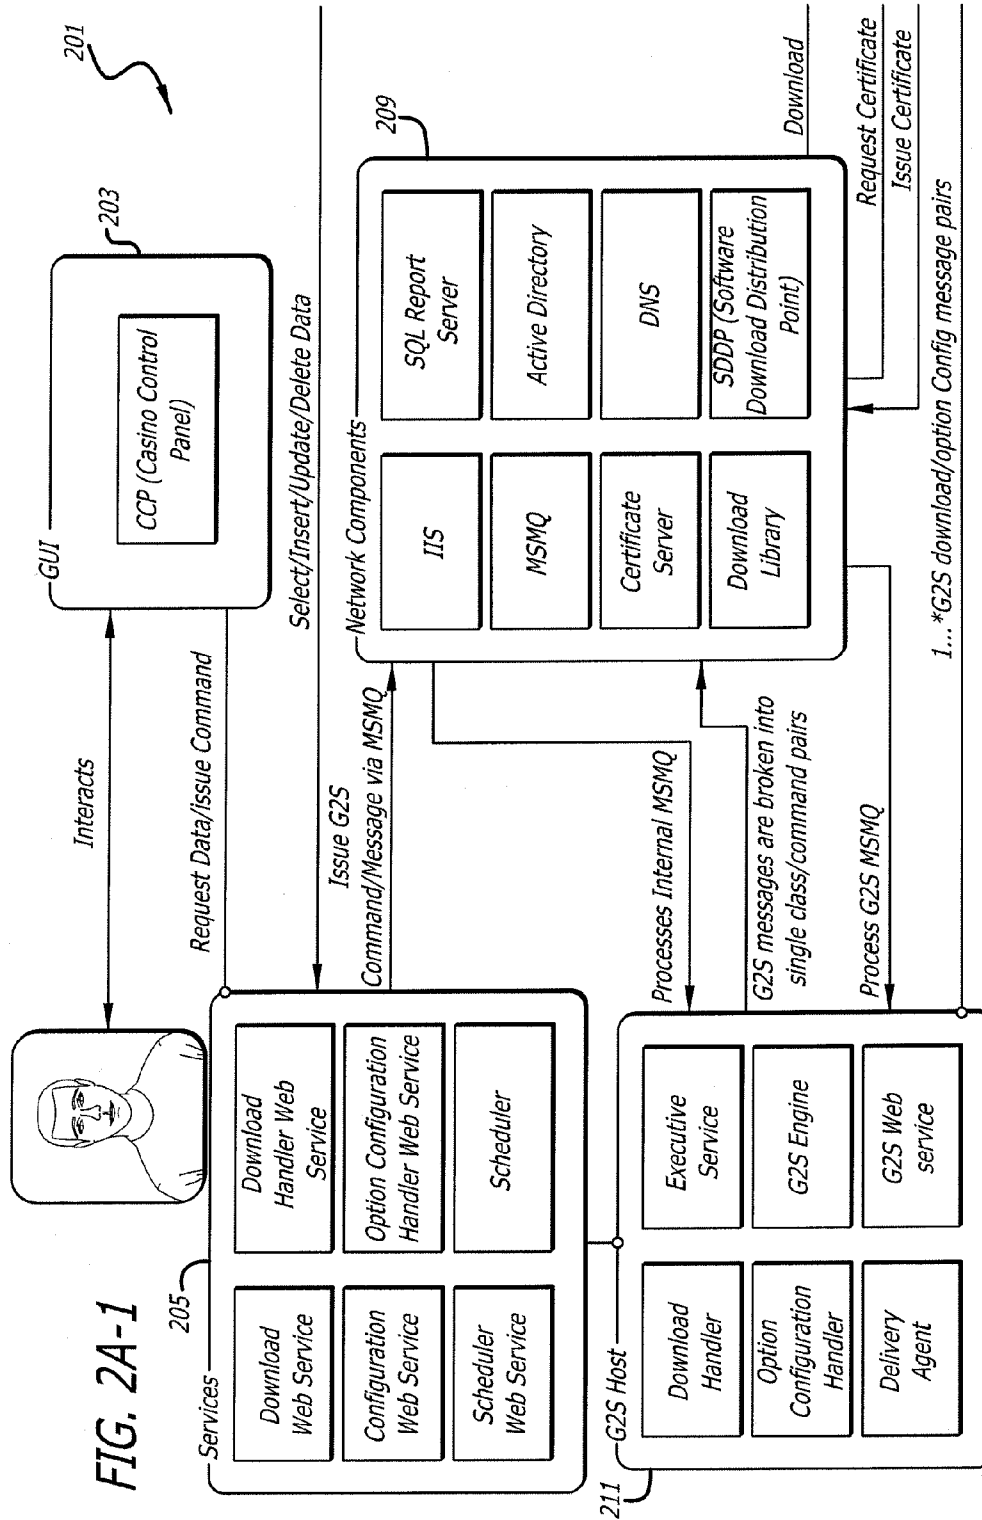 FIG. 2A-1
201
Interacts
GUI
203
CCP (Casino Control
Panel)
Request Data/issue Command
Services
205
Download
Web Service
Download
Handler Web
Service
Configuration
Web Service
Option Configuration
Handler Web Service
Scheduler
Web Service
Scheduler
Select/Insert/Update/Delete Data
Issue G2S
Command/Message via MSMQ
Network Components
209
IIS
SQL Report
Server
MSMQ
Active Directory
Certificate
Server
DNS
Download
Library
SDDP (Software
Download Distribution
Point)
Download
Request Certificate
Issue Certificate
Processes Internal MSMQ
G2S messages are broken into
single class/command pairs
Process G2S MSMQ
1... *G2S download/option Config message pairs
G2S Host
211
Download
Handler
Executive
Service
Option
Configuration
Handler
G2S Engine
Delivery
Agent
G2S Web
service